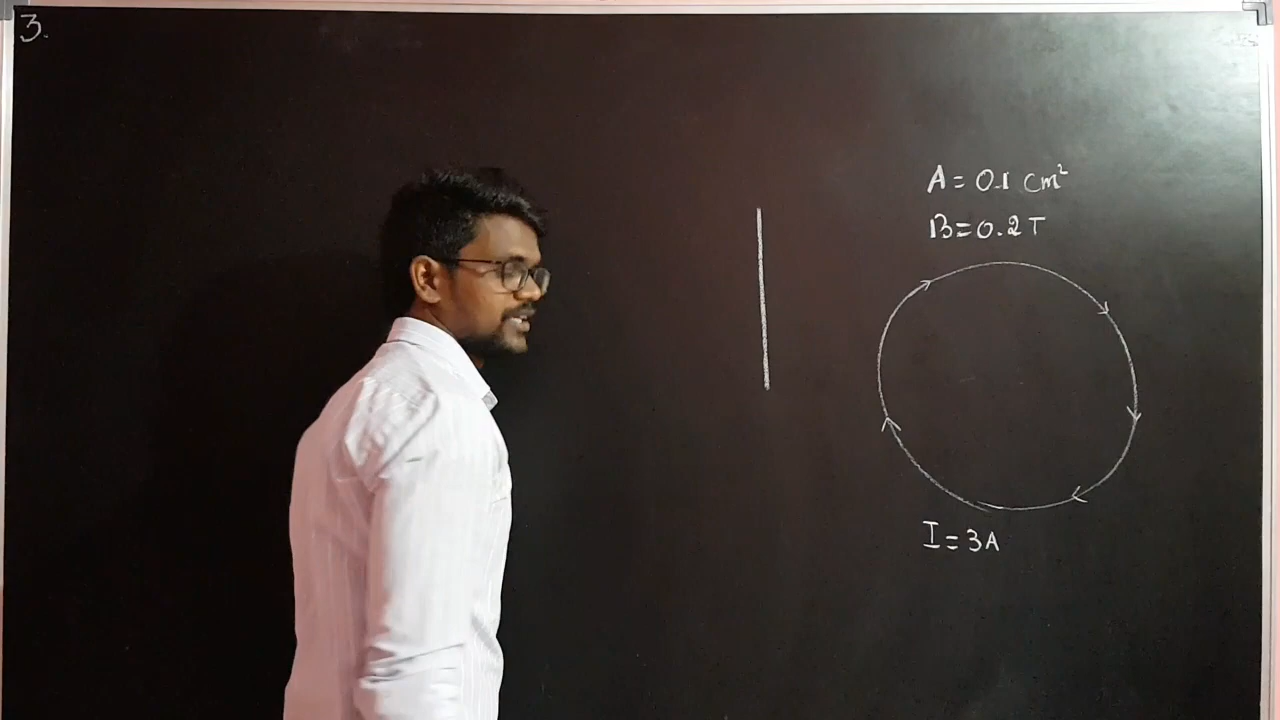 3.
A = 0.1 cm²
B = 0.2 T
I = 3A